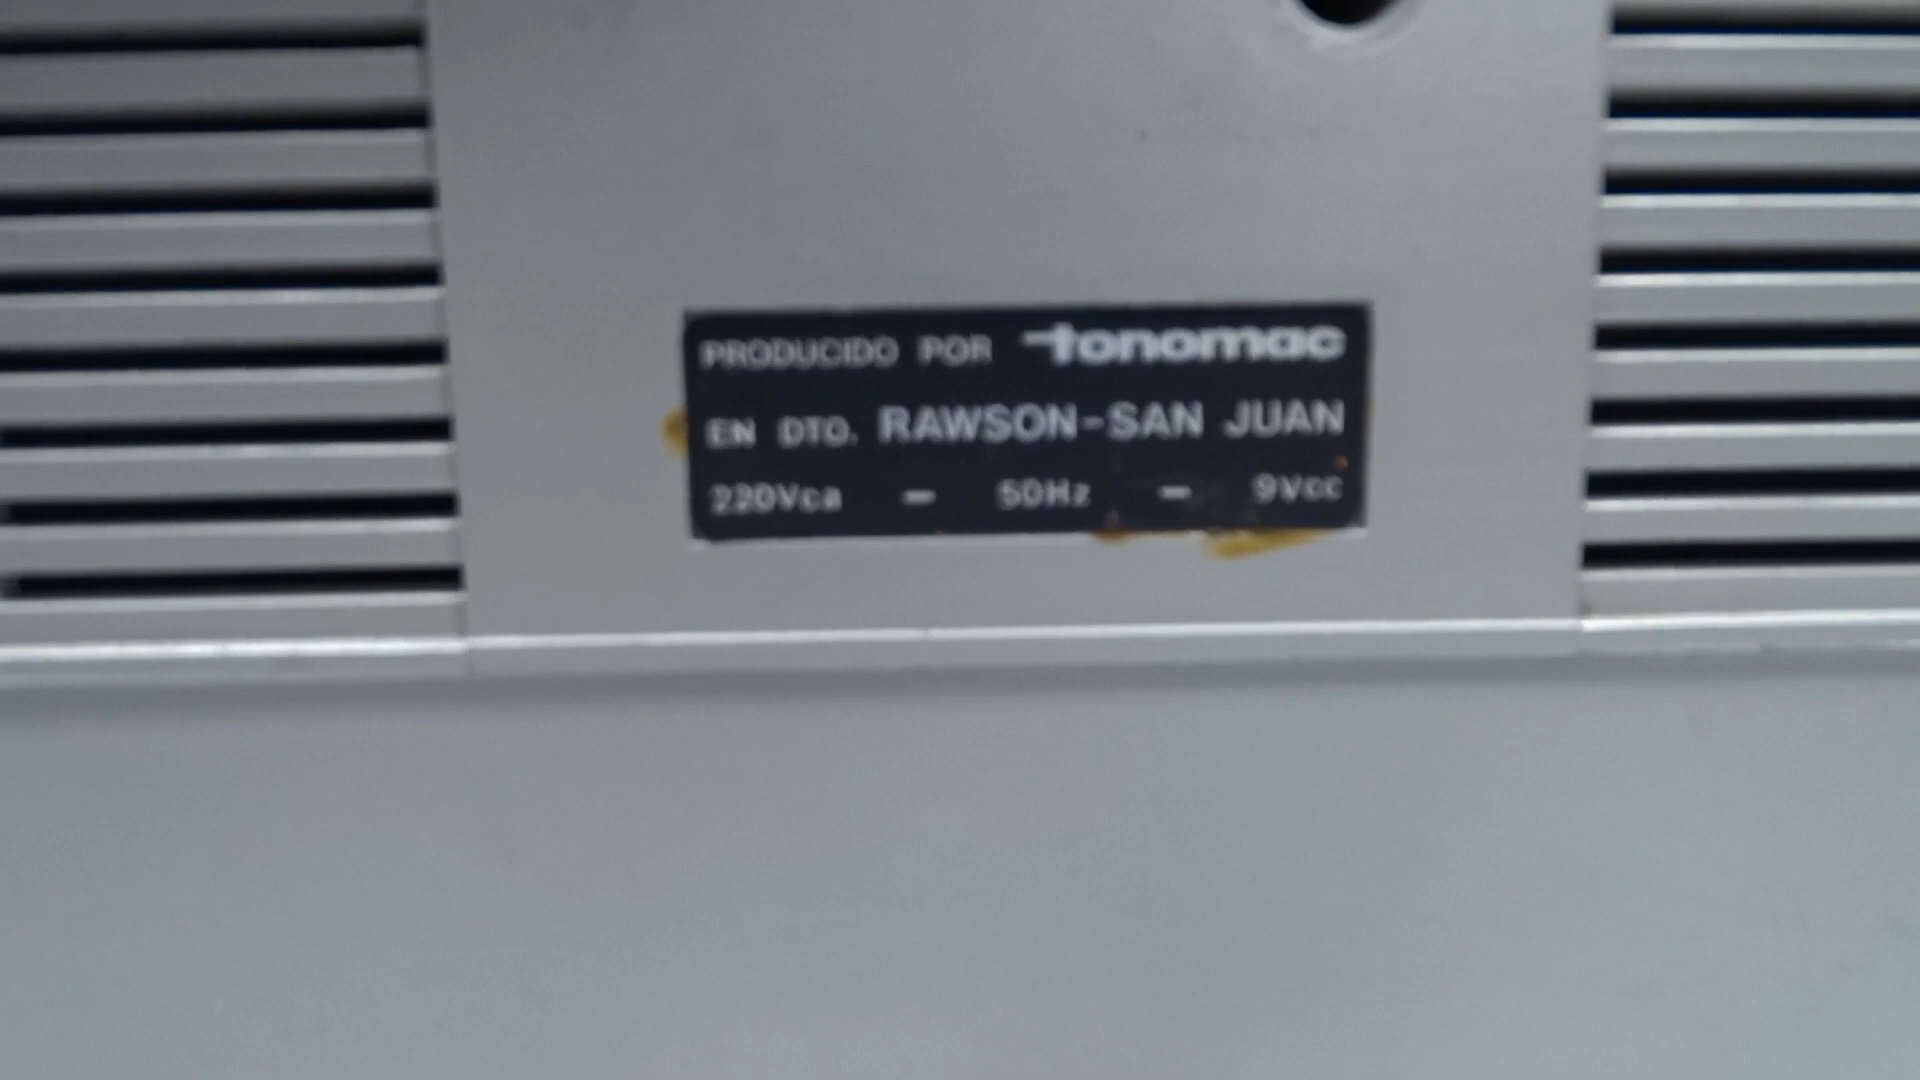 PRODUCIDO POR tonomac
EN DTO. RAWSON-SAN JUAN
220Vca - 50Hz - 9Vcc